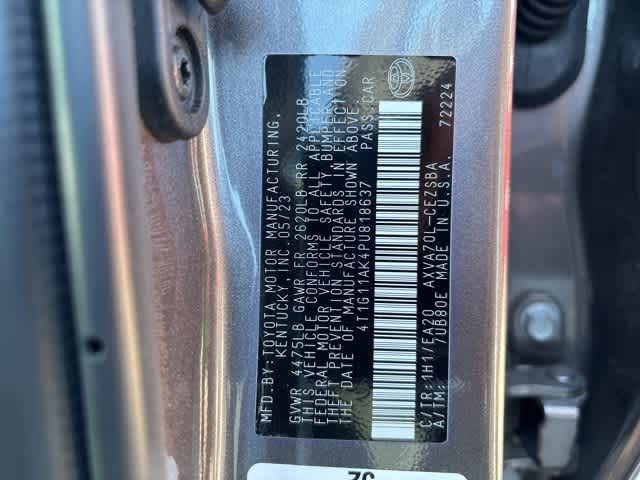 MFD.BY:TOYOTA MOTOR MANUFACTURING,
KENTUCKY, INC.05/23
GVWR 4475LB GAWR FR 2620LB RR 2420LB
THIS VEHICLE CONFORMS TO ALL APPLICABLE
FEDERAL MOTOR VEHICLE SAFETY, BUMPER, AND
THEFT PREVENTION STANDARDS IN EFFECT ON
THE DATE OF MANUFACTURE SHOWN ABOVE.
4T1G11AK4PU818637 PASS.CAR
C/TR:1H1/EA20 AXVA70L-CEZSBA
A/TM: 7UB80E MADE IN U.S.A. 72224